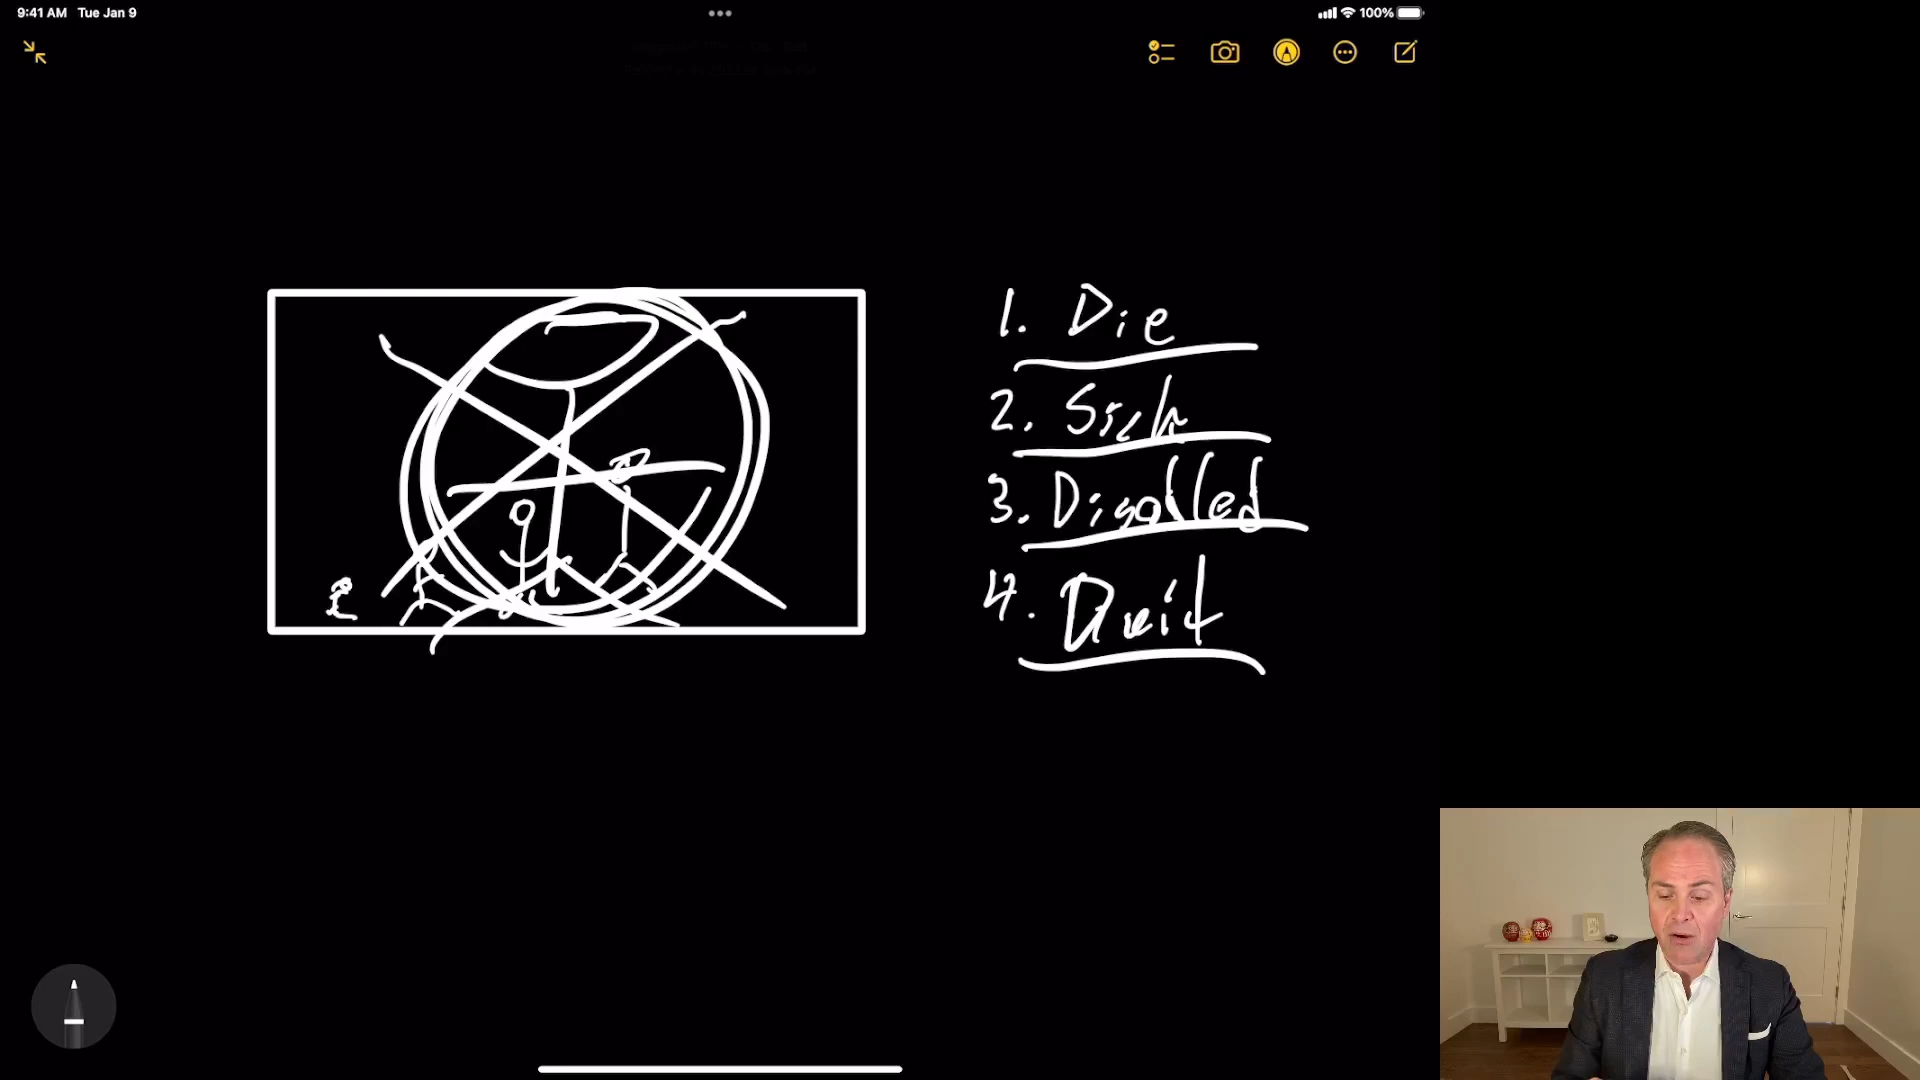 9:41 AM Tue Jan 9
100%
1. Die
2. Sick
3. Disabled
4. Quit